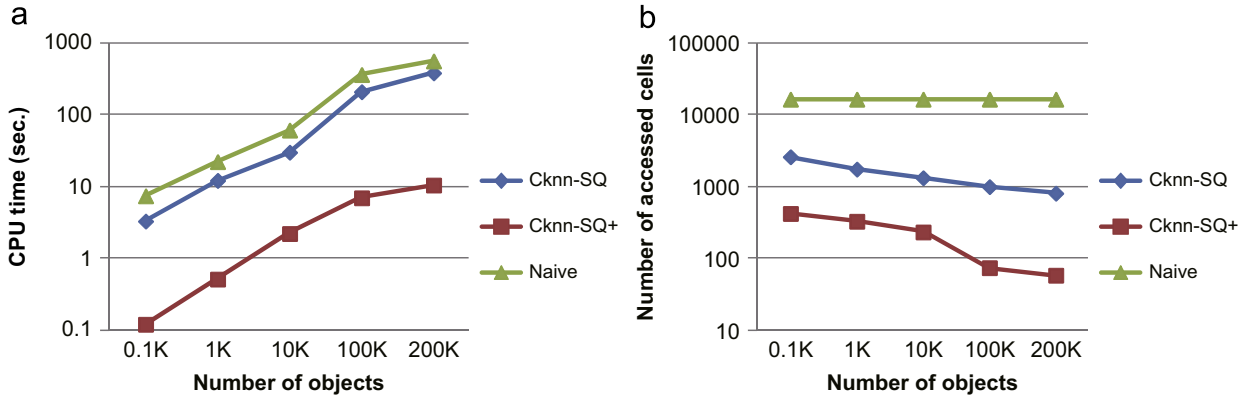 a
CPU time (sec.)
1000
100
10
1
0.1
0.1K 1K 10K 100K 200K
Number of objects
Cknn-SQ
Cknn-SQ+
Naive
b
Number of accessed cells
100000
10000
1000
100
10
0.1K 1K 10K 100K 200K
Number of objects
Cknn-SQ
Cknn-SQ+
Naive